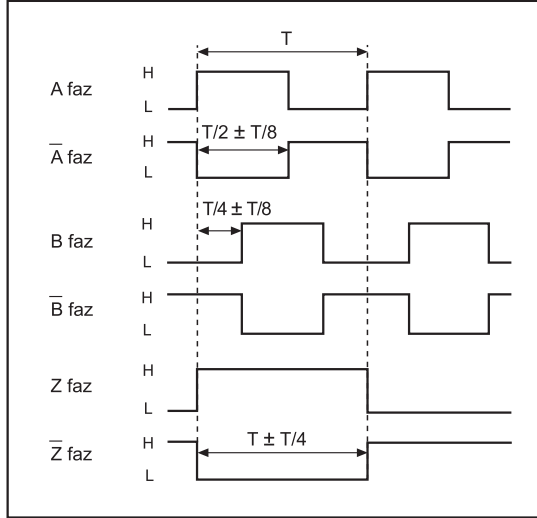 T
A faz H
L
A̅ faz H
L
T/2 ± T/8
T/4 ± T/8
B faz H
L
B̅ faz H
L
Z faz H
L
Z̅ faz H
L
T ± T/4